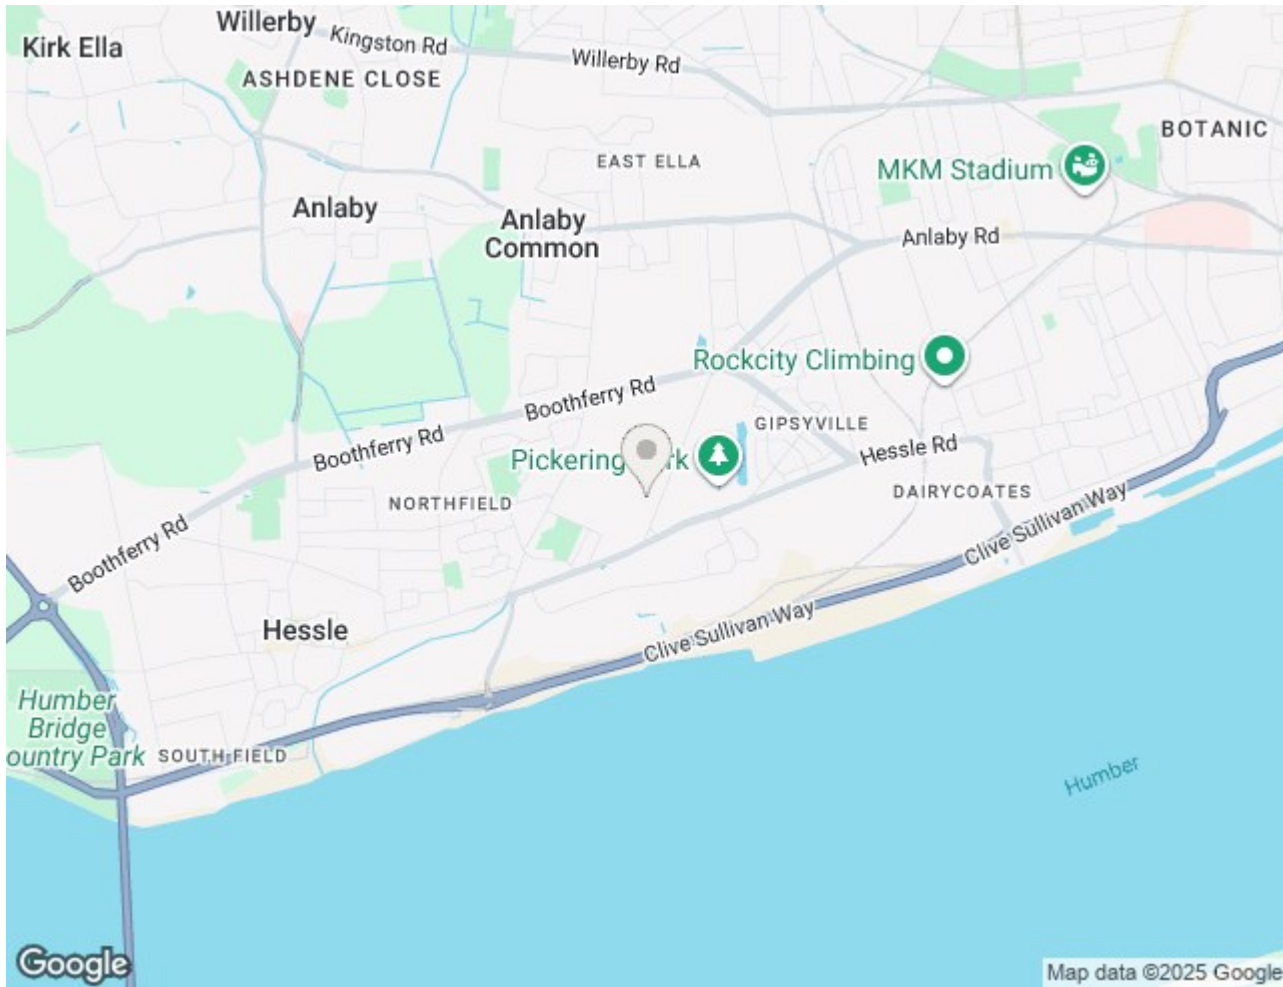 Willerby
Kingston Rd
Kirk Ella
Willerby Rd
ASHDENE CLOSE
BOTANIC
EAST ELLA
MKM Stadium
Anlaby
Anlaby
Common
Anlaby Rd
Rockcity Climbing
Boothferry Rd
GIPSYVILLE
Boothferry Rd
Hessle Rd
Pickering
rk
DAIRYCOATES
NORTHFIELD
Clive Sullivan Way
Boothferry Rd
Hessle
Clive Sullivan Way
Humber
Bridge
ountry Park
SOUTH FIELD
Humber
Google
Map data ©2025 Google